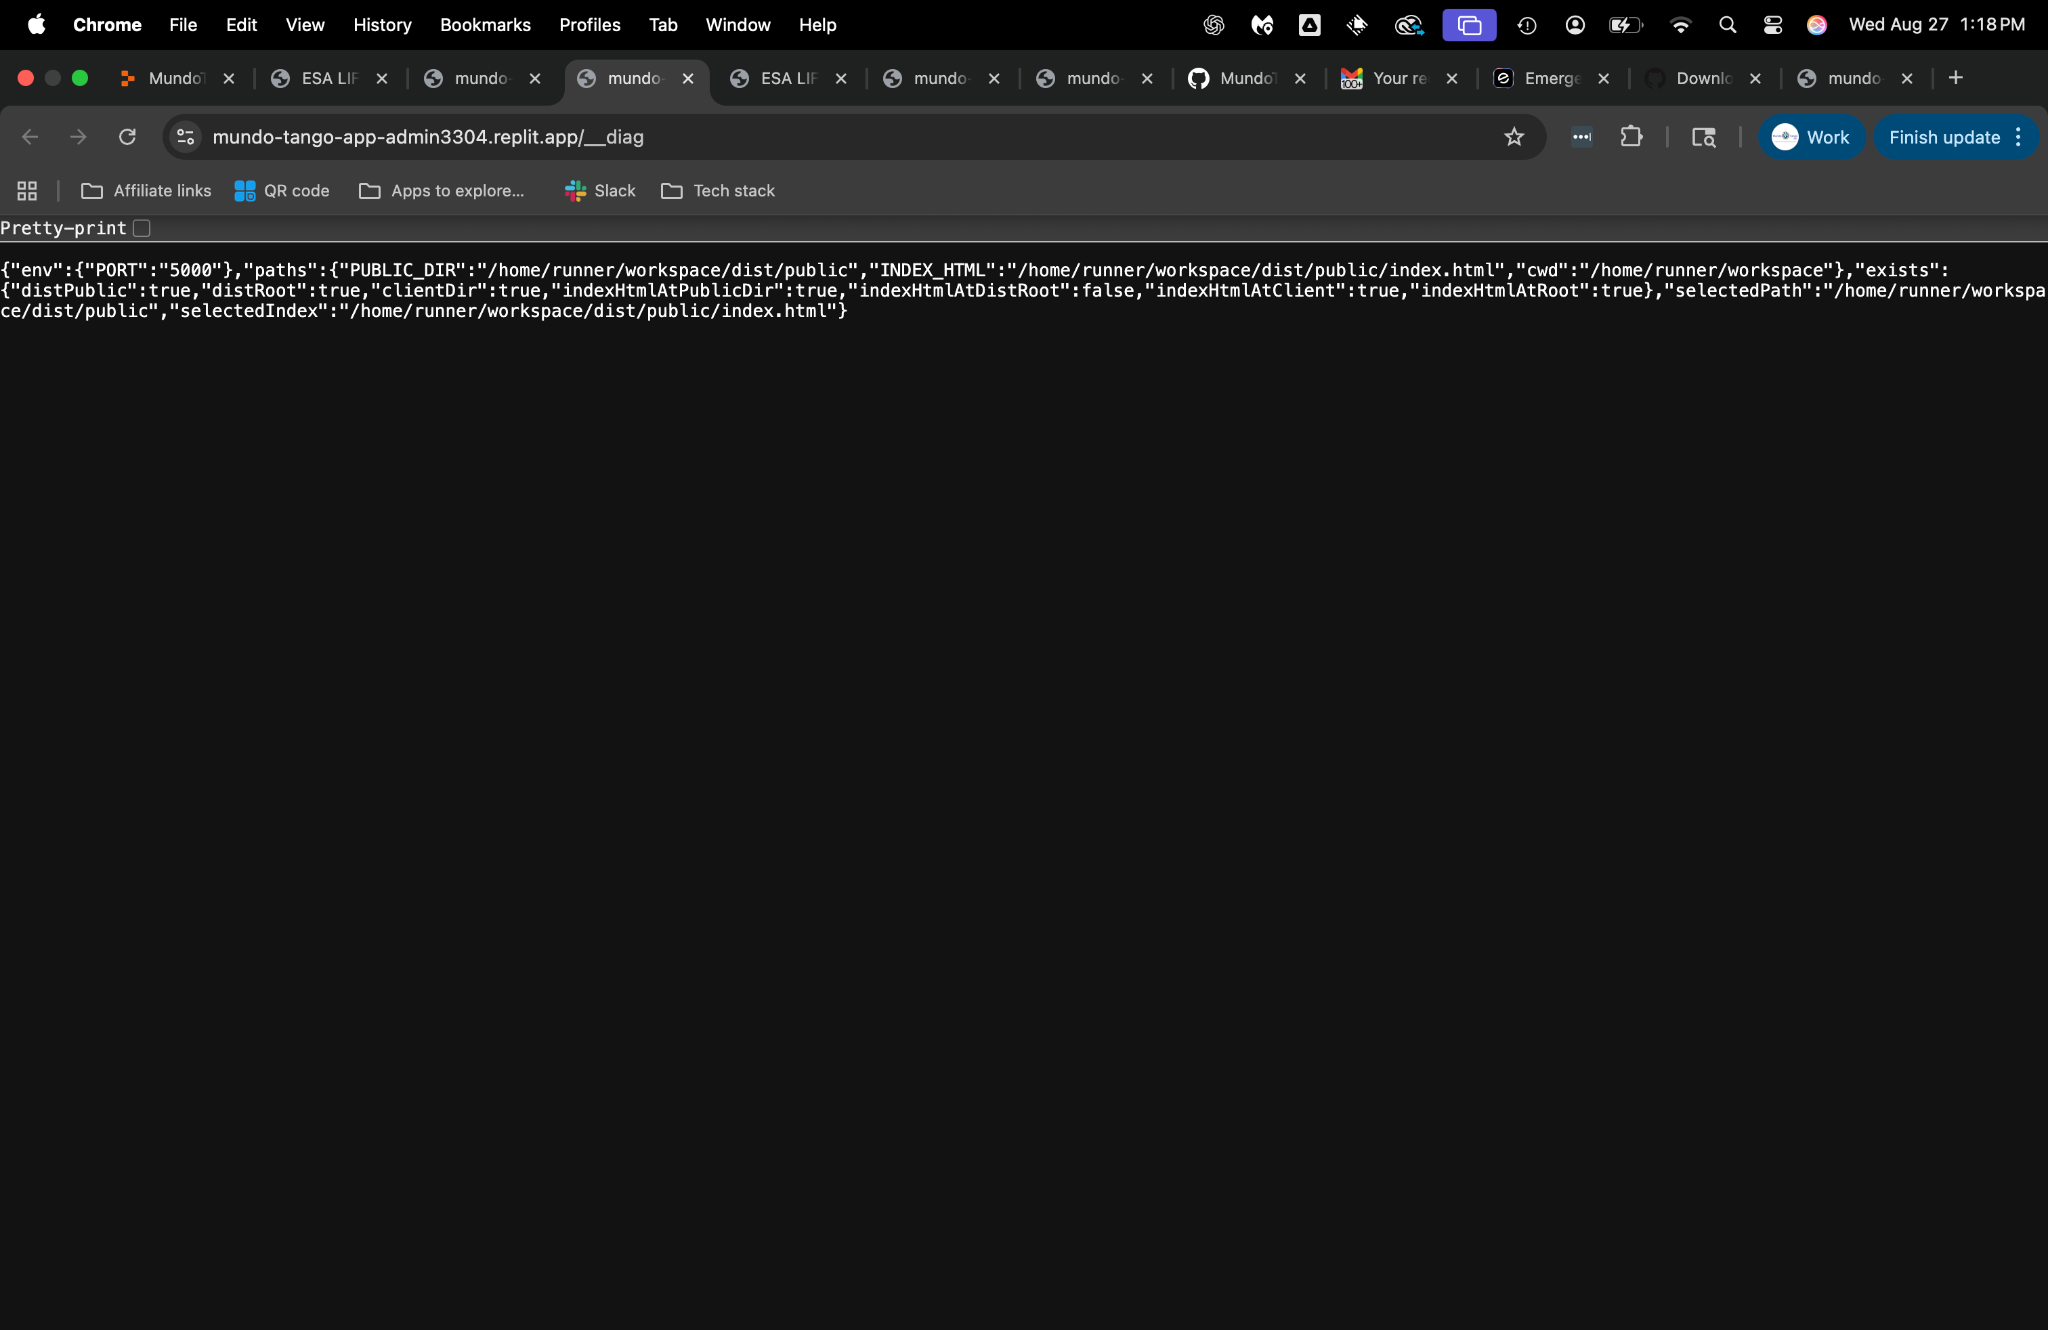 Chrome File Edit View History Bookmarks Profiles Tab Window Help Wed Aug 27 1:18 PM
Mundo ESA LIF mundo- mundo- ESA LIF mundo- mundo- Mundo Your re Emerge Downlo mundo-
mundo-tango-app-admin3304.replit.app/__diag Work Finish update
Affiliate links QR code Apps to explore... Slack Tech stack
Pretty-print
{"env":{"PORT":"5000"},"paths":{"PUBLIC_DIR":"/home/runner/workspace/dist/public","INDEX_HTML":"/home/runner/workspace/dist/public/index.html","cwd":"/home/runner/workspace"},"exists":
{"distPublic":true,"distRoot":true,"clientDir":true,"indexHtmlAtPublicDir":true,"indexHtmlAtDistRoot":false,"indexHtmlAtClient":true,"indexHtmlAtRoot":true},"selectedPath":"/home/runner/workspa
ce/dist/public","selectedIndex":"/home/runner/workspace/dist/public/index.html"}